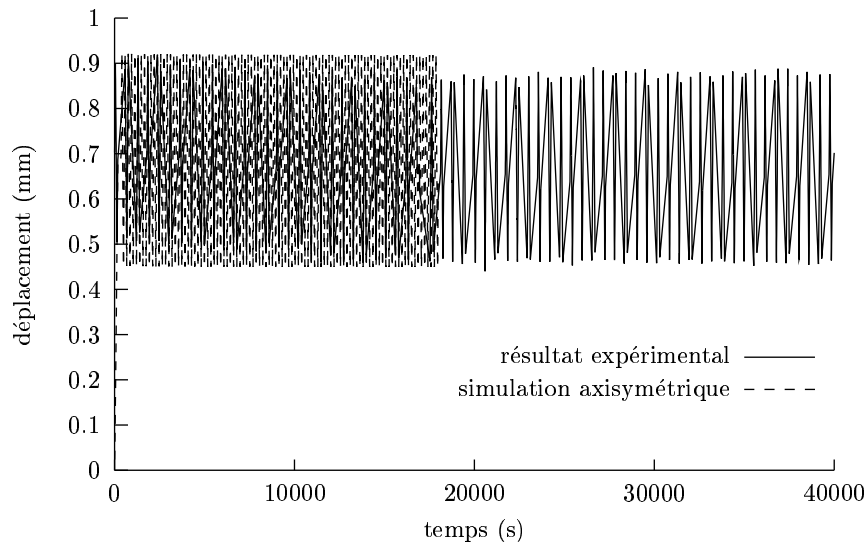 1
0.9
0.8
0.7
0.6
0.5
0.4
0.3
0.2
0.1
0
déplacement (mm)
résultat expérimental
simulation axisymétrique
0 10000 20000 30000 40000
temps (s)